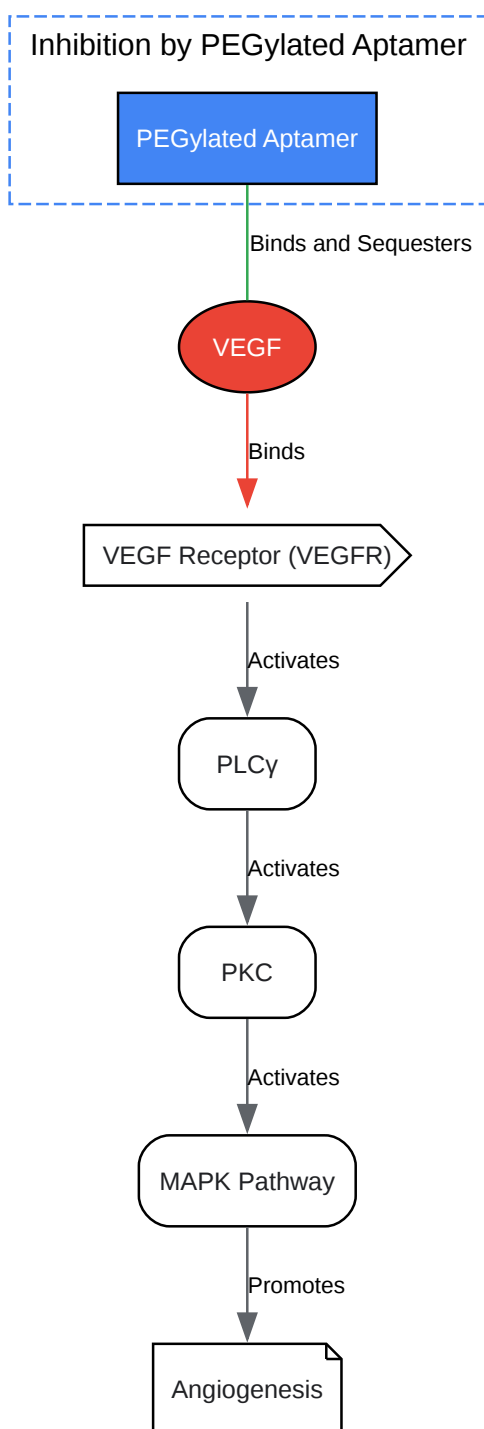 Inhibition by PEGylated Aptamer
PEGylated Aptamer
Binds and Sequesters
VEGF
Binds
VEGF Receptor (VEGFR)
Activates
PLCγ
Activates
PKC
Activates
MAPK Pathway
Promotes
Angiogenesis